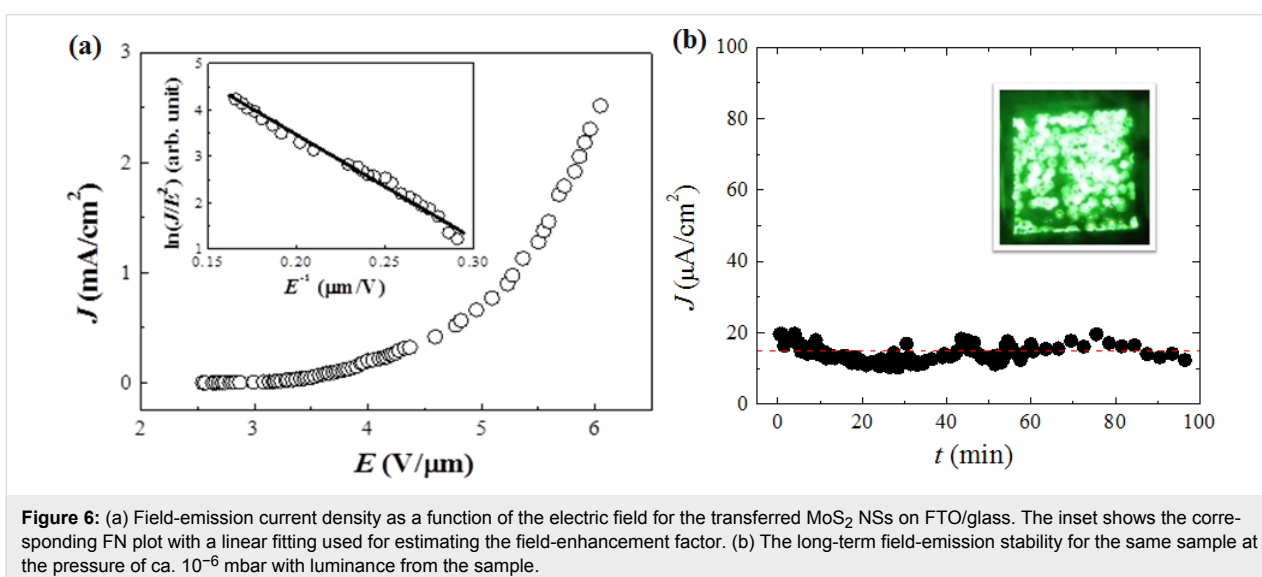 (a)
3
2
1
0
J (mA/cm²)
2 3 4 5 6
E (V/μm)
5
4
3
2
1
ln(J/E²) (arb. unit)
0.15 0.20 0.25 0.30
E⁻¹ (μm/V)
(b)
100
80
60
40
20
0
J (μA/cm²)
0 20 40 60 80 100
t (min)
Figure 6: (a) Field-emission current density as a function of the electric field for the transferred MoS₂ NSs on FTO/glass. The inset shows the corre-
sponding FN plot with a linear fitting used for estimating the field-enhancement factor. (b) The long-term field-emission stability for the same sample at
the pressure of ca. 10⁻⁶ mbar with luminance from the sample.